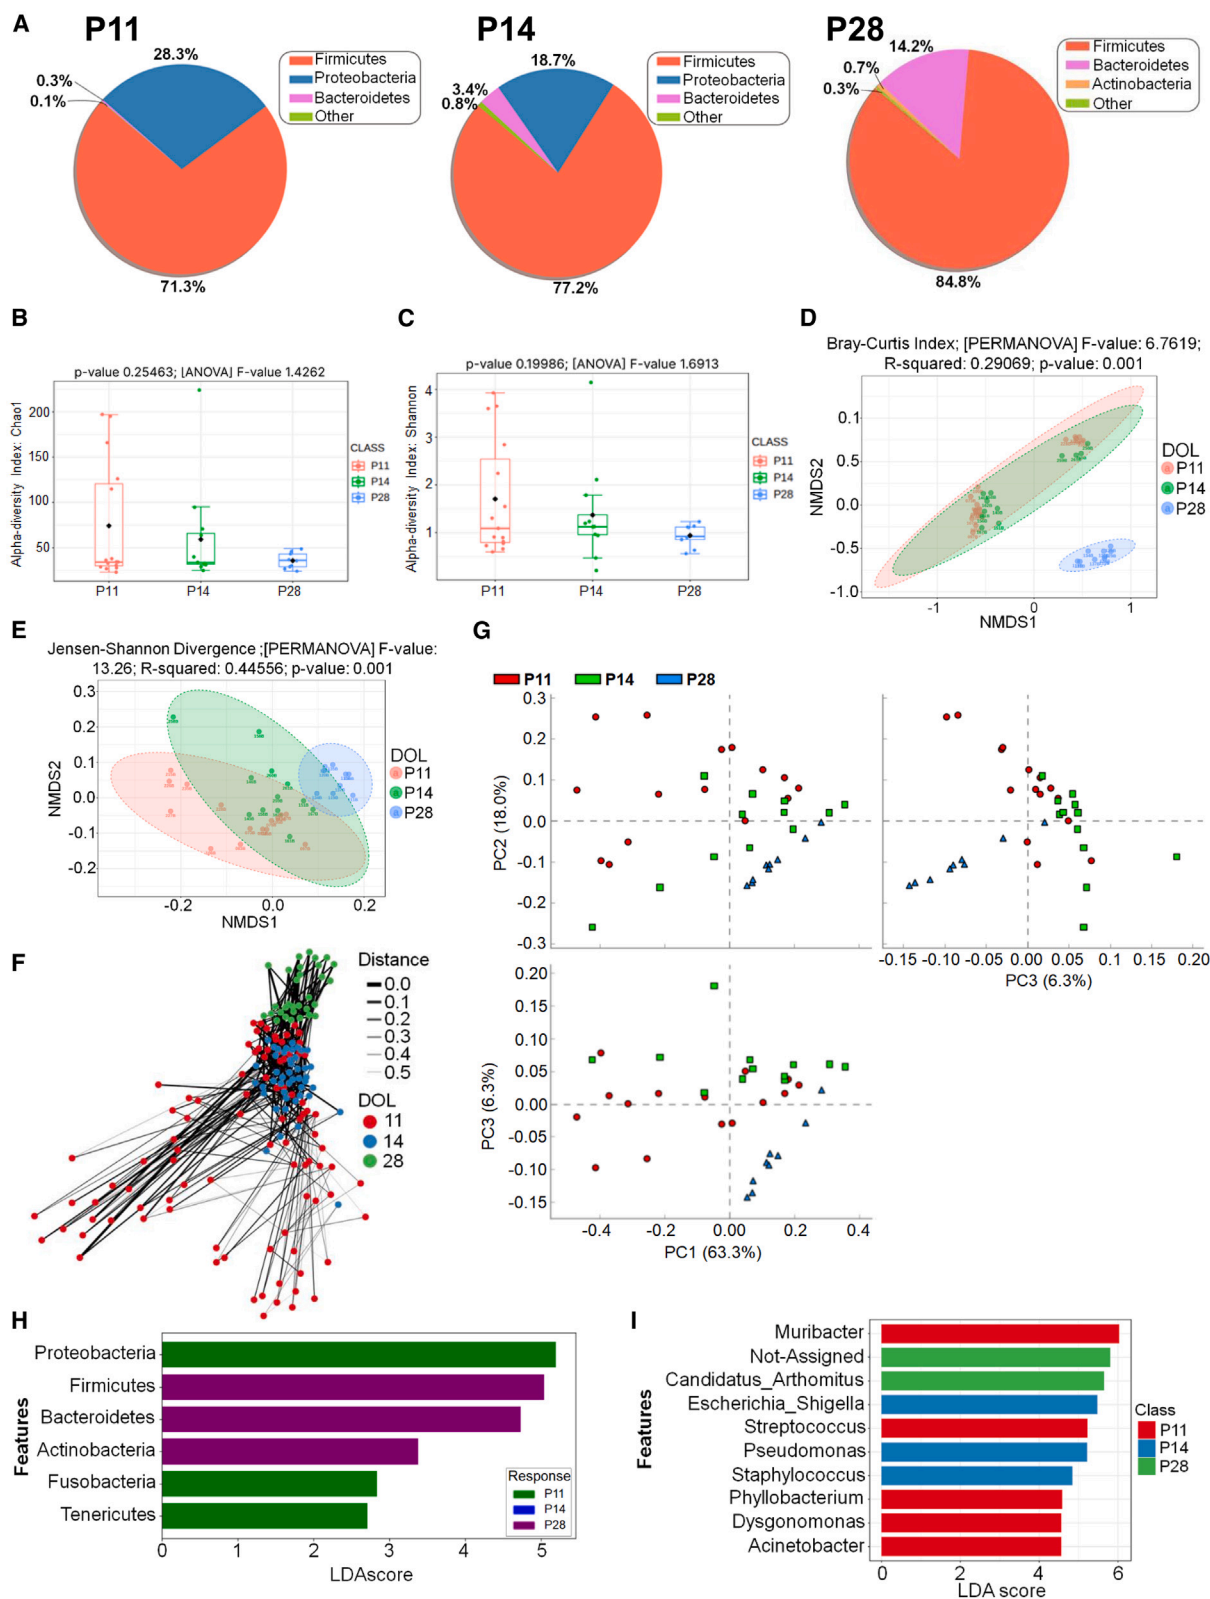 A
P11
P14
P28
28.3%
0.3%
0.1%
71.3%
Firmicutes
Proteobacteria
Bacteroidetes
Other
18.7%
3.4%
0.8%
77.2%
Firmicutes
Proteobacteria
Bacteroidetes
Other
14.2%
0.7%
0.3%
84.8%
Firmicutes
Bacteroidetes
Actinobacteria
Other
B
p-value 0.25463; [ANOVA] F-value 1.4262
Alpha-diversity Index: Chao1
200
150
100
50
P11
P14
P28
CLASS
P11
P14
P28
C
p-value 0.19986; [ANOVA] F-value 1.6913
Alpha-diversity Index: Shannon
4
3
2
1
P11
P14
P28
CLASS
P11
P14
P28
D
Bray-Curtis Index; [PERMANOVA] F-value: 6.7619;
R-squared: 0.29069; p-value: 0.001
NMDS2
0.1
0.5
0.0
-0.5
-1.0
-1
0
1
NMDS1
DOL
a P11
a P14
a P28
E
Jensen-Shannon Divergence ;[PERMANOVA] F-value:
13.26; R-squared: 0.44556; p-value: 0.001
NMDS2
0.3
0.2
0.1
0.0
-0.1
-0.2
-0.2
0.0
0.2
NMDS1
DOL
a P11
a P14
a P28
F
Distance
0.0
0.1
0.2
0.3
0.4
0.5
DOL
11
14
28
G
P11
P14
P28
PC2 (18.0%)
0.3
0.2
0.1
0.0
-0.1
-0.2
-0.3
-0.15 -0.10 -0.05 0.00 0.05 0.10 0.15 0.20
PC3 (6.3%)
PC3 (6.3%)
0.20
0.15
0.10
0.05
0.00
-0.05
-0.10
-0.15
-0.4 -0.2 0.00 0.2 0.4
PC1 (63.3%)
H
Features
Proteobacteria
Firmicutes
Bacteroidetes
Actinobacteria
Fusobacteria
Tenericutes
0 1 2 3 4 5
LDAscore
Response
P11
P14
P28
I
Features
Muribacter
Not-Assigned
Candidatus_Arthomitus
Escherichia_Shigella
Streptococcus
Pseudomonas
Staphylococcus
Phyllobacterium
Dysgonomonas
Acinetobacter
0 2 4 6
LDA score
Class
P11
P14
P28